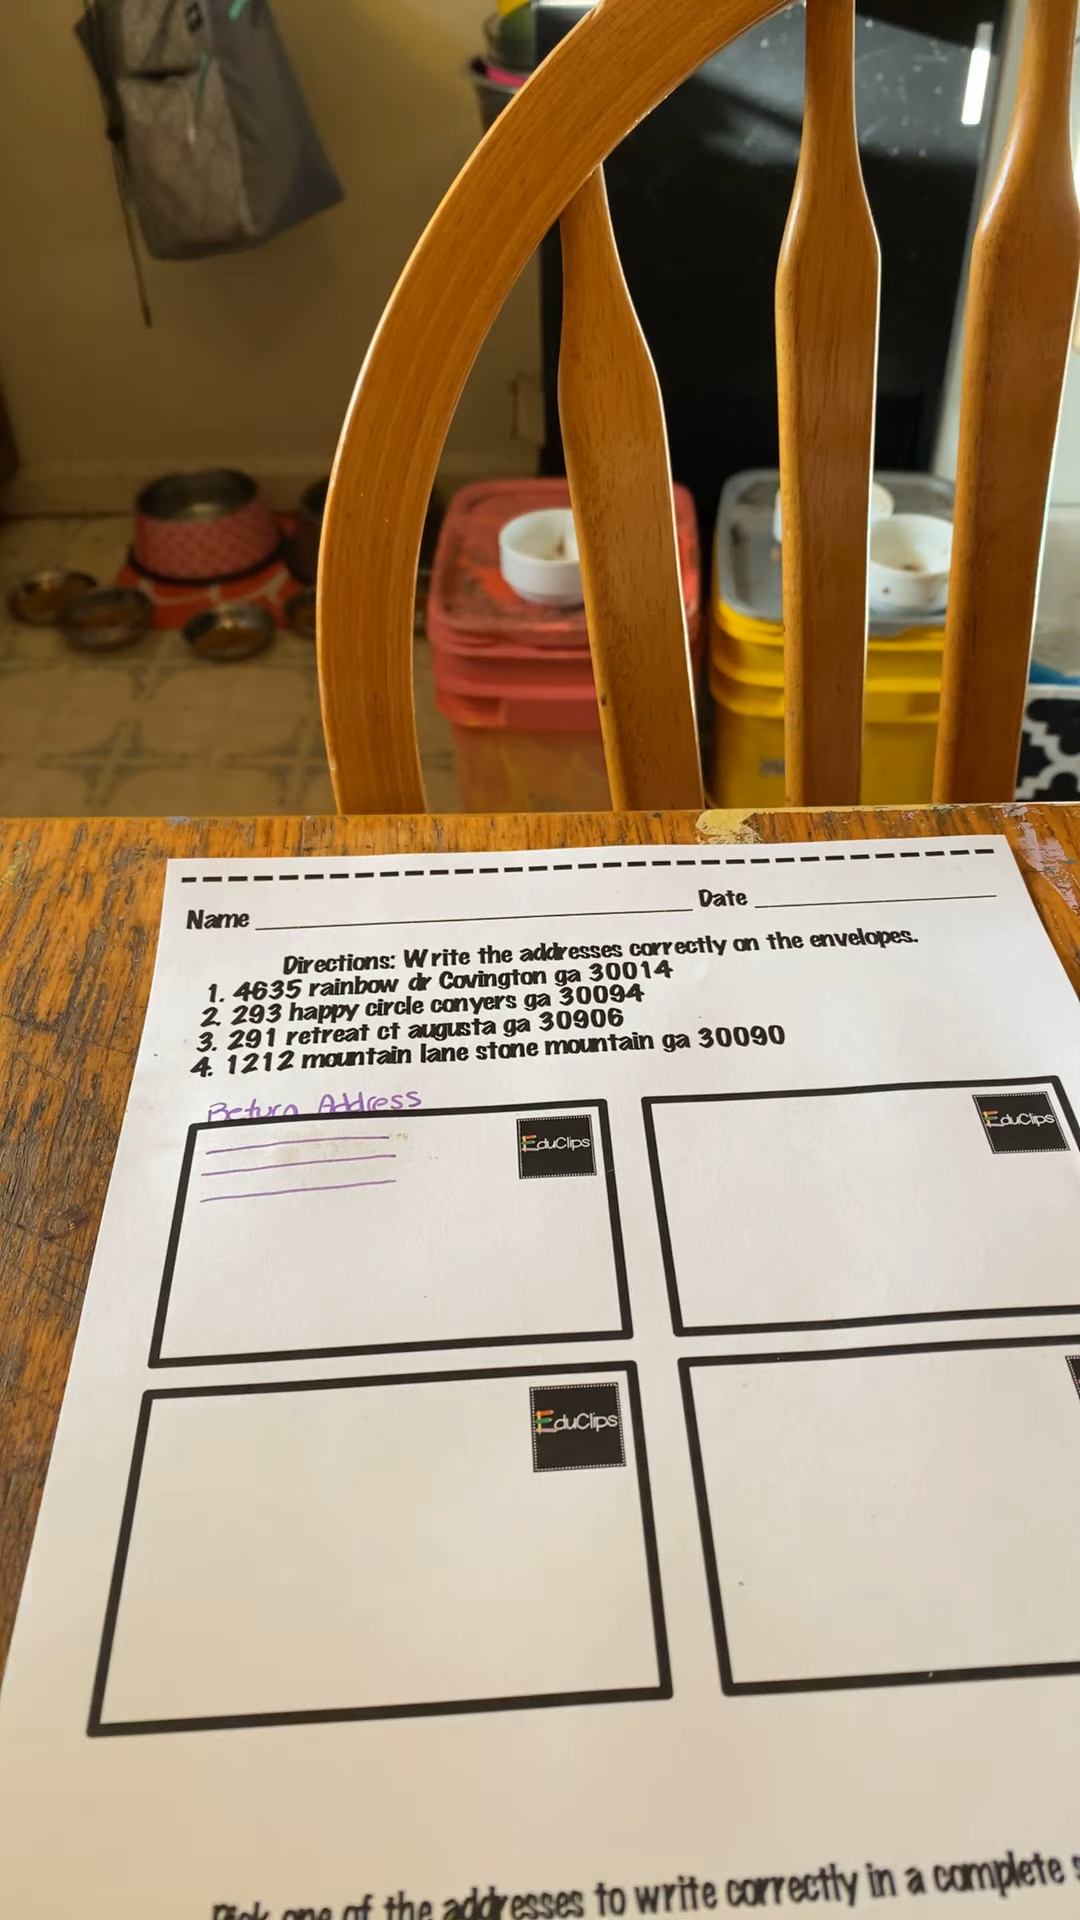 Name Date
Directions: Write the addresses correctly on the envelopes.
1. 4635 rainbow dr Covington ga 30014
2. 293 happy circle conyers ga 30094
3. 291 retreat ct augusta ga 30906
4. 1212 mountain lane stone mountain ga 30090
Return Address
EduClips
EduClips
EduClips
Pick one of the addresses to write correctly in a complete